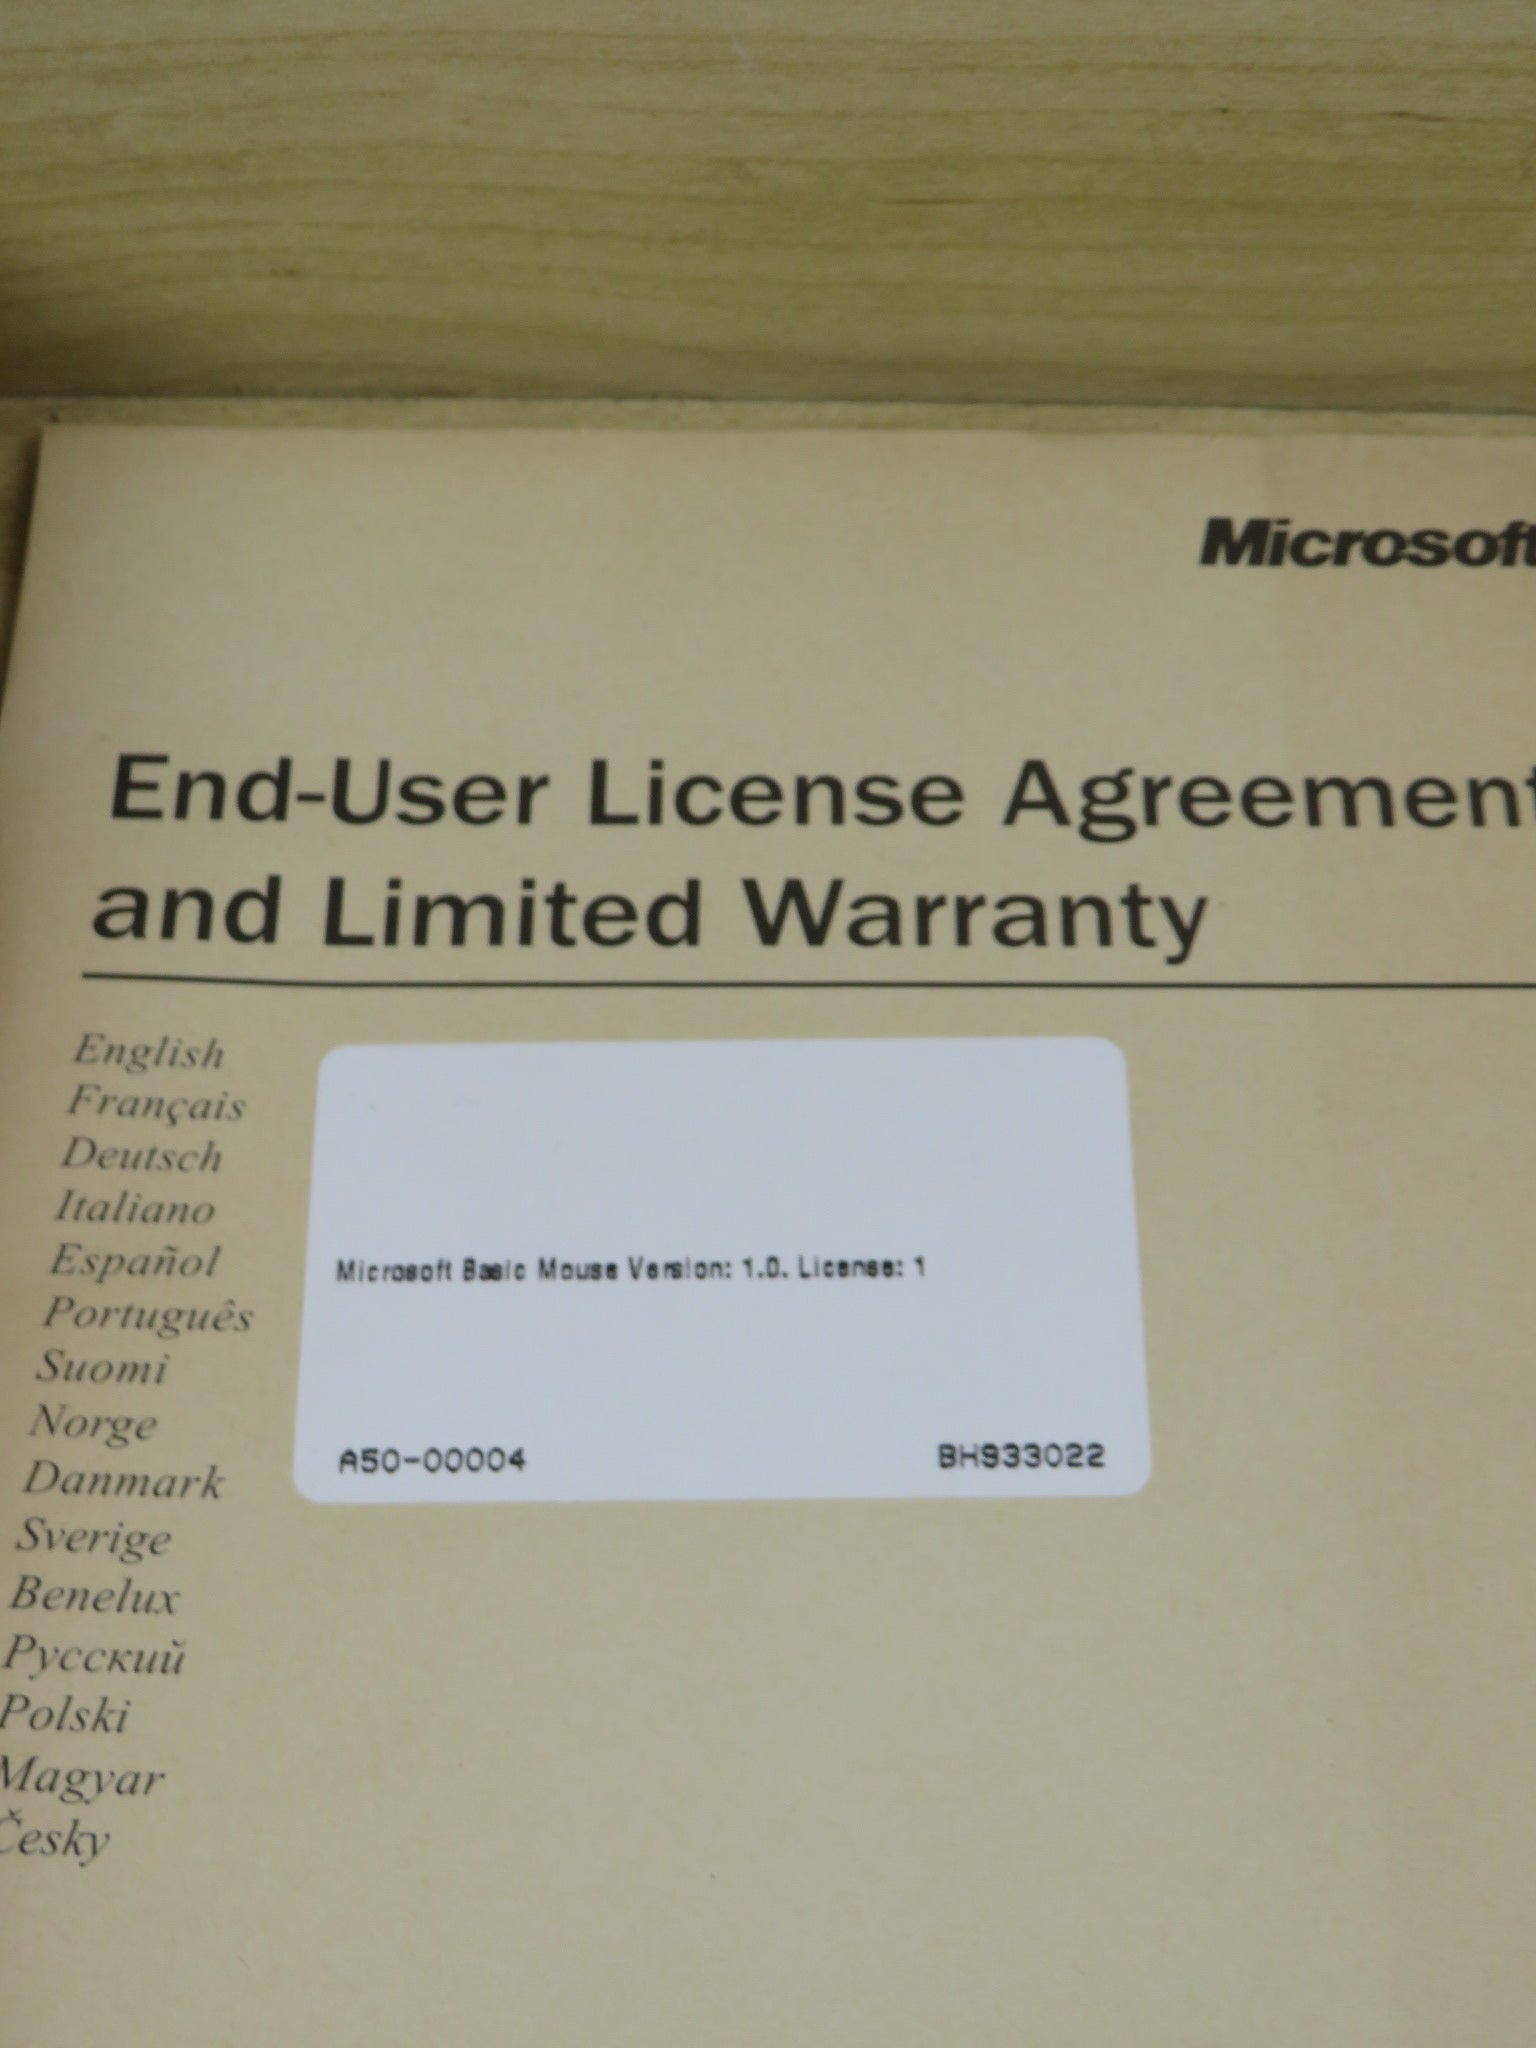 Microsoft
End-User License Agreement
and Limited Warranty
English
Français
Deutsch
Italiano
Español
Português
Suomi
Norge
Danmark
Sverige
Benelux
Русский
Polski
Magyar
Česky
Microsoft Basic Mouse Version: 1.0. License: 1
A50-00004 BH933022